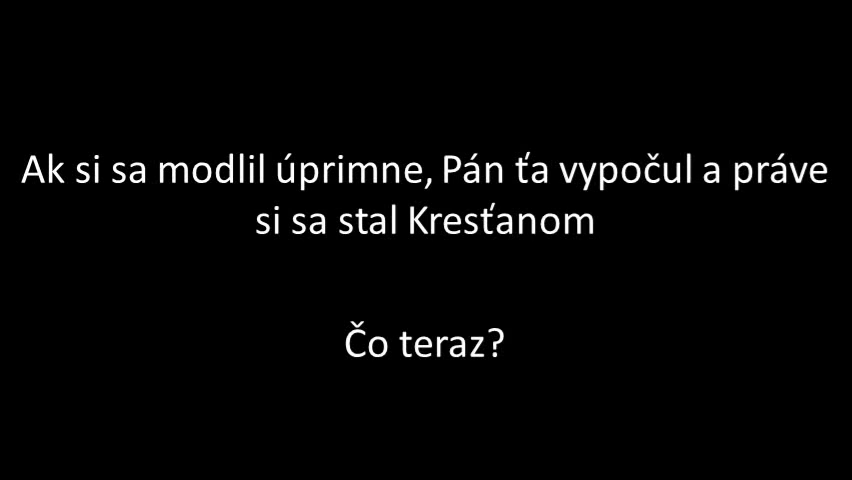 Ak si sa modlil úprimne, Pán ťa vypočul a práve
si sa stal Kresťanom
Čo teraz?